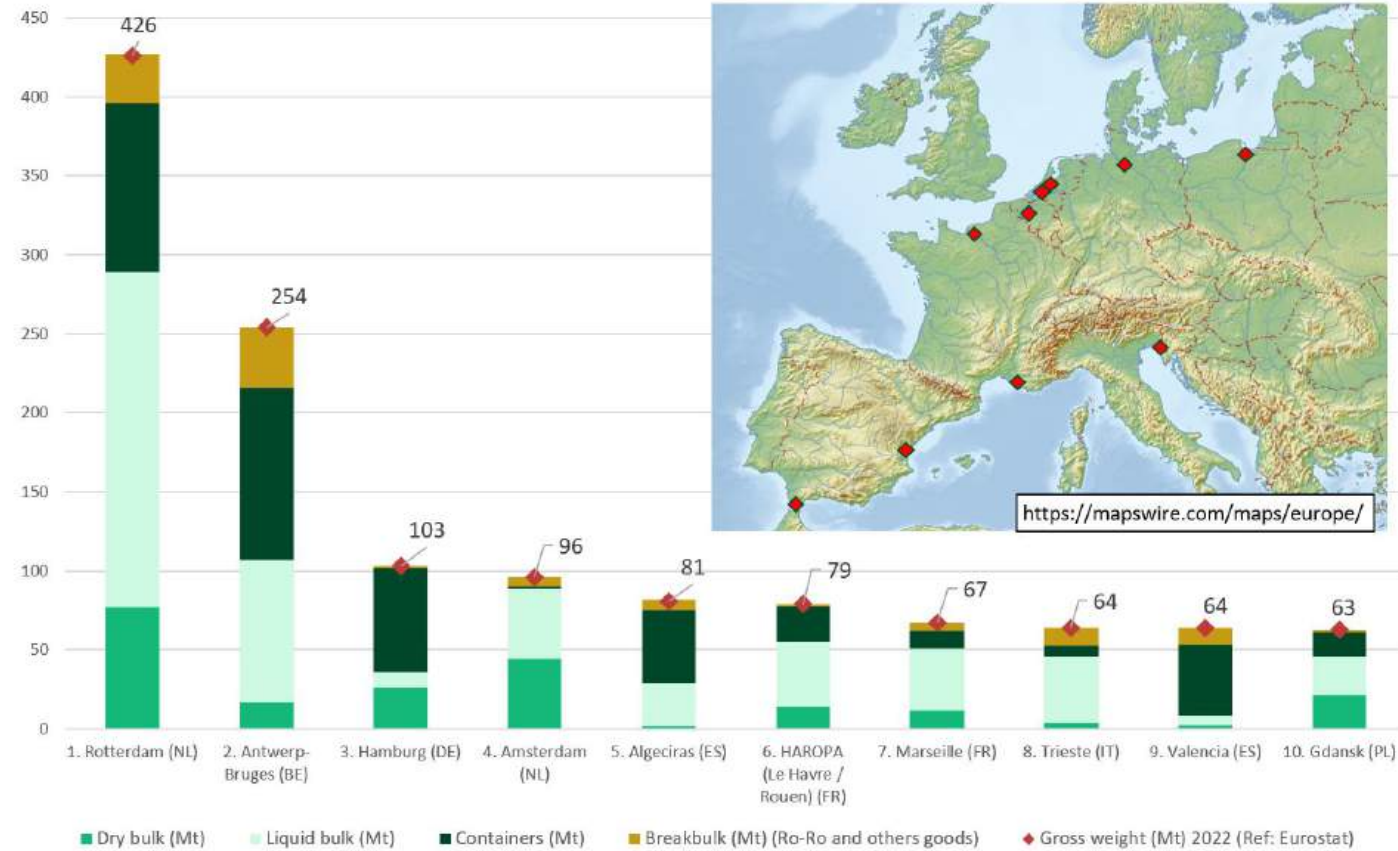 450
400
350
300
250
200
150
100
50
0
426
254
103
96
81
79
67
64
64
63
https://mapswire.com/maps/europe/
1. Rotterdam (NL)
2. Antwerp-
Bruges (BE)
3. Hamburg (DE)
4. Amsterdam
(NL)
5. Algeciras (ES)
6. HAROPA
(Le Havre /
Rouen) (FR)
7. Marseille (FR)
8. Trieste (IT)
9. Valencia (ES)
10. Gdansk (PL)
Dry bulk (Mt)
Liquid bulk (Mt)
Containers (Mt)
Breakbulk (Mt) (Ro-Ro and others goods)
Gross weight (Mt) 2022 (Ref: Eurostat)